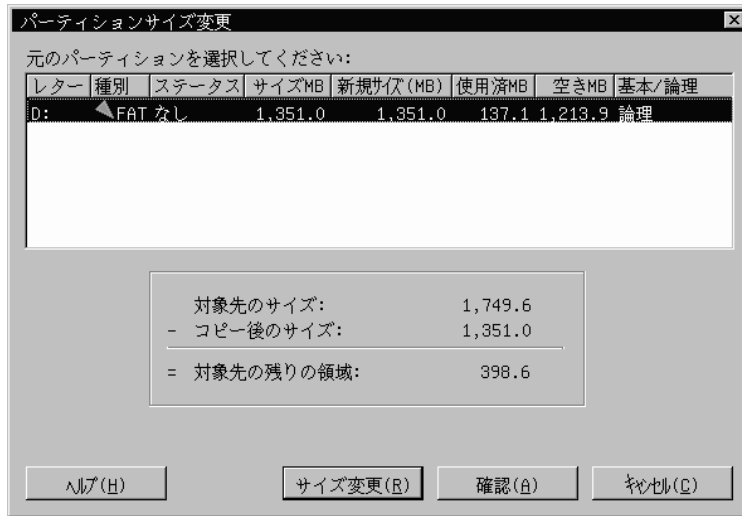 パーティションサイズ変更
元のパーティションを選択してください:
レター 種別 ステータス サイズMB 新規ｻｲｽﾞ(MB) 使用済MB 空きMB 基本/論理
D: FAT なし 1,351.0 1,351.0 137.1 1,213.9 論理
対象先のサイズ: 1,749.6
- コピー後のサイズ: 1,351.0
= 対象先の残りの領域: 398.6
ﾍﾙﾌﾟ(H) サイズ変更(R) 確認(A) ｷｬﾝｾﾙ(C)